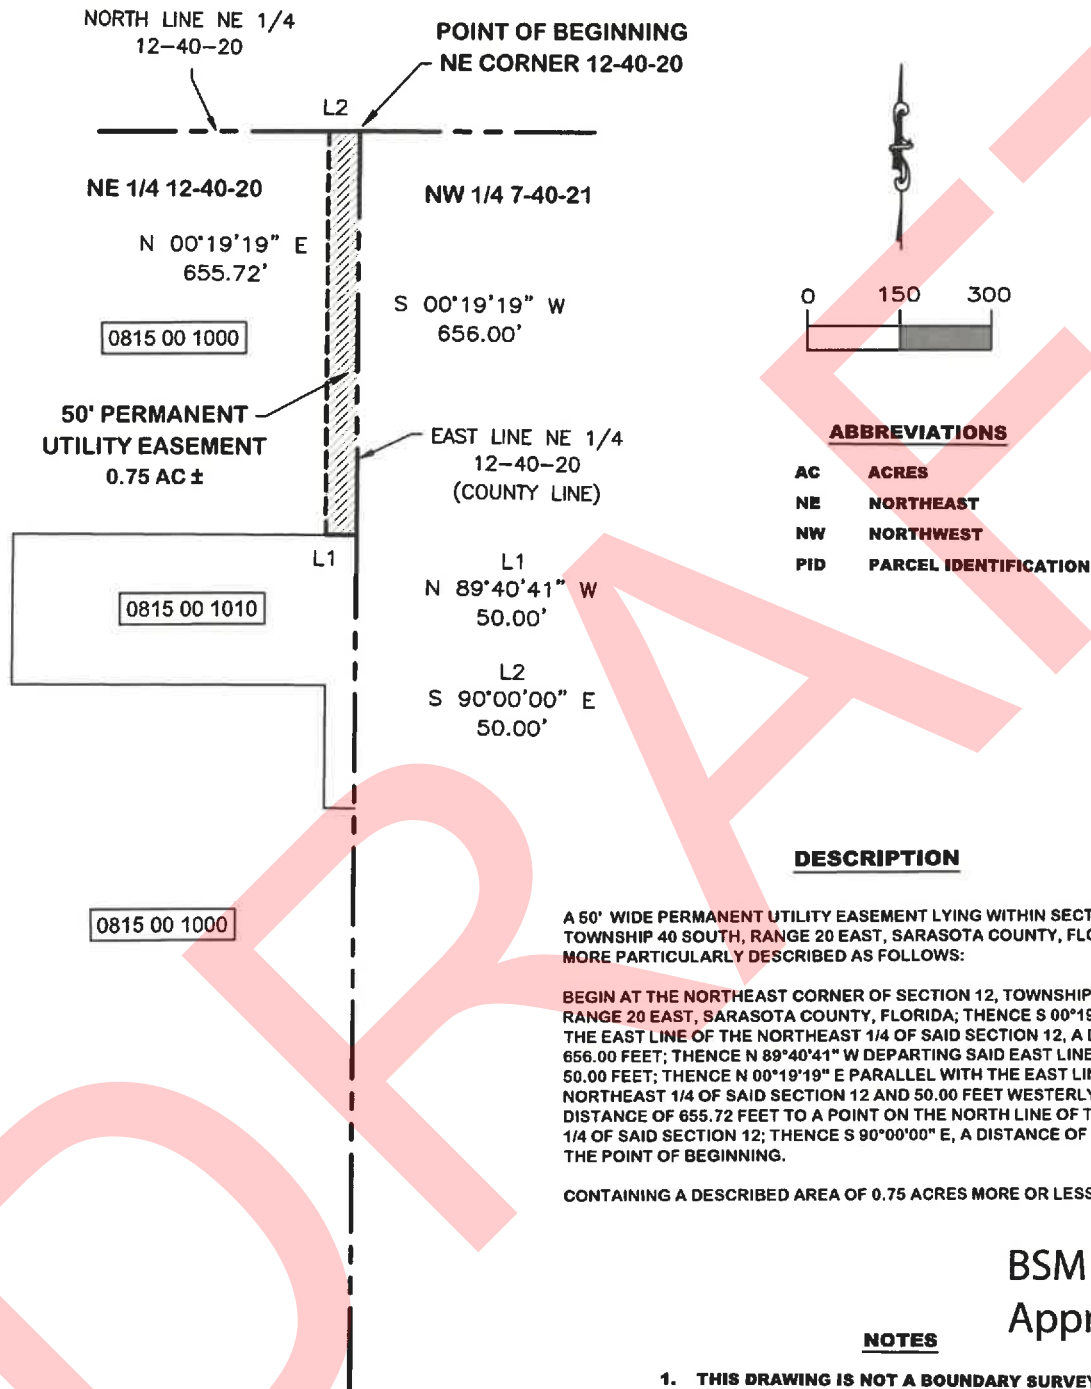 NORTH LINE NE 1/4
12-40-20
POINT OF BEGINNING
NE CORNER 12-40-20
L2
NE 1/4 12-40-20
NW 1/4 7-40-21
N 00°19'19" E
655.72'
S 00°19'19" W
656.00'
0815 00 1000
50' PERMANENT
UTILITY EASEMENT
0.75 AC ±
EAST LINE NE 1/4
12-40-20
(COUNTY LINE)
L1
0815 00 1010
L1
N 89°40'41" W
50.00'
L2
S 90°00'00" E
50.00'
0815 00 1000
0 150 300
ABBREVIATIONS
AC ACRES
NE NORTHEAST
NW NORTHWEST
PID PARCEL IDENTIFICATION
DESCRIPTION
A 50' WIDE PERMANENT UTILITY EASEMENT LYING WITHIN SECT
TOWNSHIP 40 SOUTH, RANGE 20 EAST, SARASOTA COUNTY, FLO
MORE PARTICULARLY DESCRIBED AS FOLLOWS:
BEGIN AT THE NORTHEAST CORNER OF SECTION 12, TOWNSHIP
RANGE 20 EAST, SARASOTA COUNTY, FLORIDA; THENCE S 00°19
THE EAST LINE OF THE NORTHEAST 1/4 OF SAID SECTION 12, A D
656.00 FEET; THENCE N 89°40'41" W DEPARTING SAID EAST LINE
50.00 FEET; THENCE N 00°19'19" E PARALLEL WITH THE EAST LIN
NORTHEAST 1/4 OF SAID SECTION 12 AND 50.00 FEET WESTERLY
DISTANCE OF 655.72 FEET TO A POINT ON THE NORTH LINE OF T
1/4 OF SAID SECTION 12; THENCE S 90°00'00" E, A DISTANCE OF
THE POINT OF BEGINNING.
CONTAINING A DESCRIBED AREA OF 0.75 ACRES MORE OR LESS
BSM
Appr
NOTES
1. THIS DRAWING IS NOT A BOUNDARY SURVEY
DRAFT